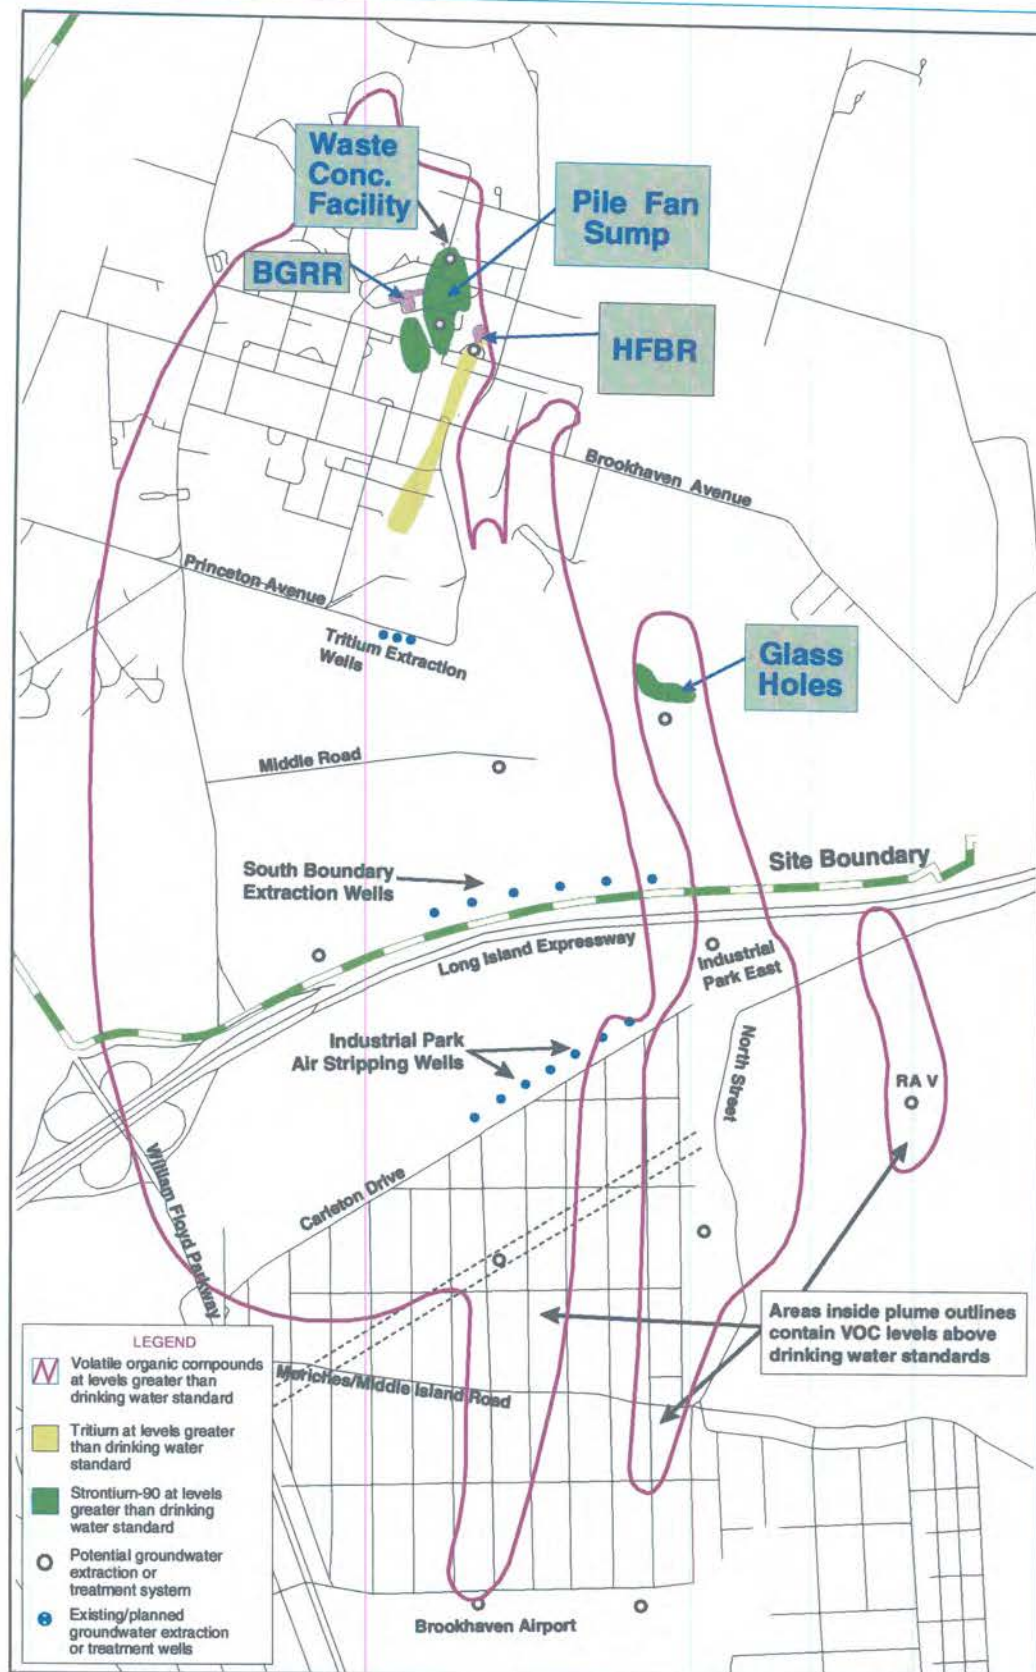 Waste
Conc.
Facility
Pile Fan
Sump
BGRR
HFBR
Brookhaven Avenue
Princeton Avenue
Tritium Extraction
Wells
Glass
Holes
Middle Road
South Boundary
Extraction Wells
Site Boundary
Long Island Expressway
Industrial
Park East
Industrial Park
Air Stripping Wells
North Street
RA V
William Floyd Parkway
Carleton Drive
Areas inside plume outlines
contain VOC levels above
drinking water standards
Moriches/Middle Island Road
LEGEND
Volatile organic compounds
at levels greater than
drinking water standard
Tritium at levels greater
than drinking water
standard
Strontium-90 at levels
greater than drinking
water standard
Potential groundwater
extraction or
treatment system
Existing/planned
groundwater extraction
or treatment wells
Brookhaven Airport